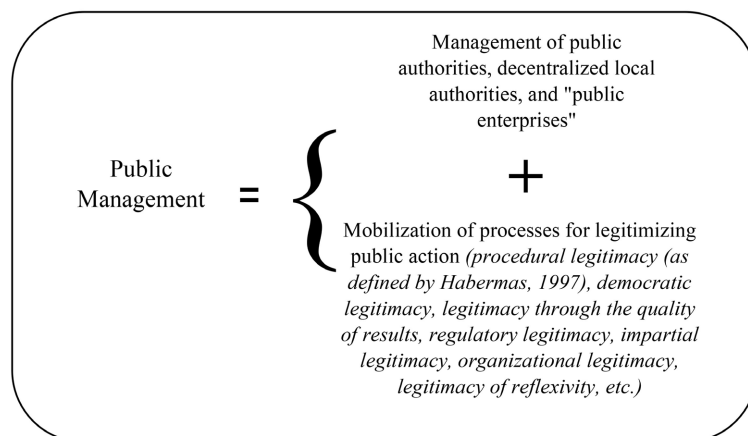 Management of public
authorities, decentralized local
authorities, and "public
enterprises"
Public
Management
=
{
+
Mobilization of processes for legitimizing
public action (procedural legitimacy (as
defined by Habermas, 1997), democratic
legitimacy, legitimacy through the quality
of results, regulatory legitimacy, impartial
legitimacy, organizational legitimacy,
legitimacy of reflexivity, etc.)